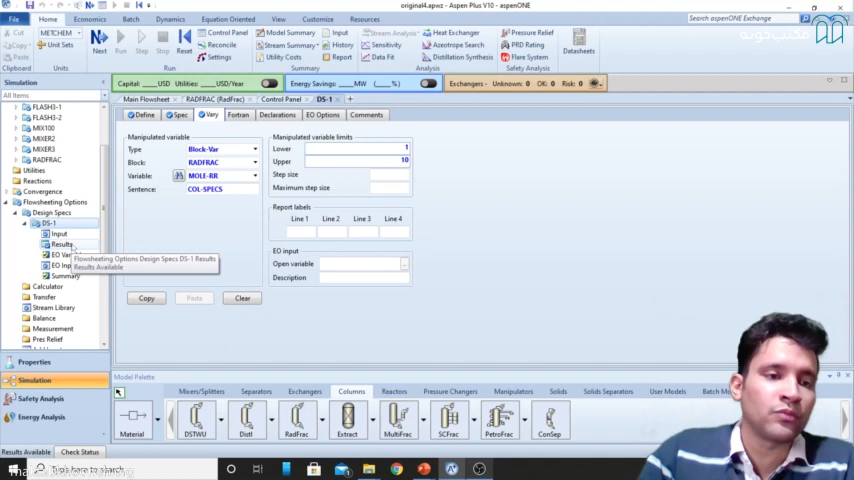 original4.apwz - Aspen Plus V10 - aspenONE
File Home Economics Batch Dynamics Equation Oriented View Customize Resources Search aspenONE Exchange
Cut METCHEM Control Panel Model Summary Input Stream Analysis Heat Exchanger Pressure Relief
Copy Unit Sets Next Run Step Stop Reset Reconcile Stream Summary History Sensitivity Azeotrope Search PRD Rating Datasheets
Paste Settings Utility Costs Report Data Fit Distillation Synthesis Flare System
Clipboard Units Run Summary Analysis Safety Analysis
مکتب‌خونه
Simulation
Capital: ____USD Utilities: ____USD/Year
Energy Savings: ____MW (____%)
Exchangers - Unknown: 0 OK: 0 Risk: 0
All Items
Main Flowsheet RADFRAC (RadFrac) Control Panel DS-1
FLASH3-1
FLASH3-2
MIX100
MIXER2
MIXER3
RADFRAC
Utilities
Reactions
Convergence
Flowsheeting Options
Design Specs
DS-1
Input
Results
EO Var
EO Inp
Summary
Calculator
Transfer
Stream Library
Balance
Measurement
Pres Relief
Flowsheeting Options Design Specs DS-1 Results
Results Available
Define Spec Vary Fortran Declarations EO Options Comments
Manipulated variable
Type Block-Var
Block: RADFRAC
Variable: MOLE-RR
Sentence: COL-SPECS
Manipulated variable limits
Lower 1
Upper 10
Step size
Maximum step size
Report labels
Line 1 Line 2 Line 3 Line 4
EO input
Open variable
Description
Copy Paste Clear
Properties
Simulation
Safety Analysis
Energy Analysis
Model Palette
Mixers/Splitters Separators Exchangers Columns Reactors Pressure Changers Manipulators Solids Solids Separators User Models Batch Mo
Material DSTWU Distl RadFrac Extract MultiFrac SCFrac PetroFrac ConSep
Results Available Check Status
Type here to search